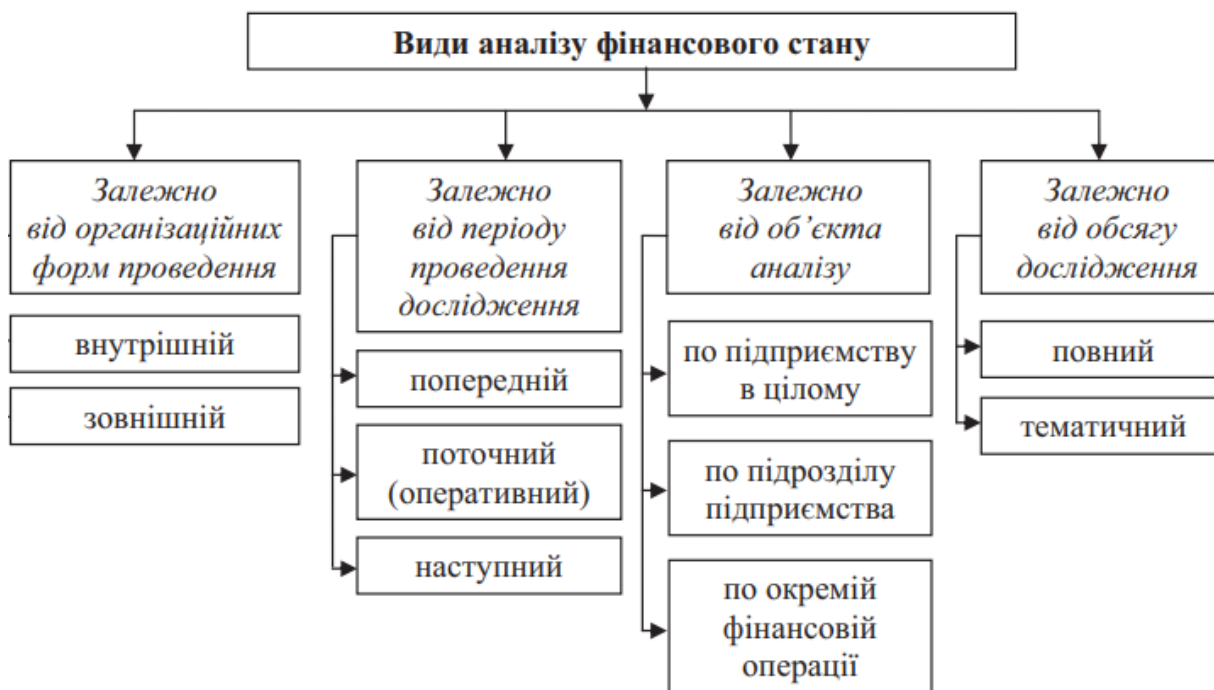 Види аналізу фінансового стану
Залежно
від організаційних
форм проведення
внутрішній
зовнішній
Залежно
від періоду
проведення
дослідження
попередній
поточний
(оперативний)
наступний
Залежно
від об’єкта
аналізу
по підприємству
в цілому
по підрозділу
підприємства
по окремій
фінансовій
операції
Залежно
від обсягу
дослідження
повний
тематичний